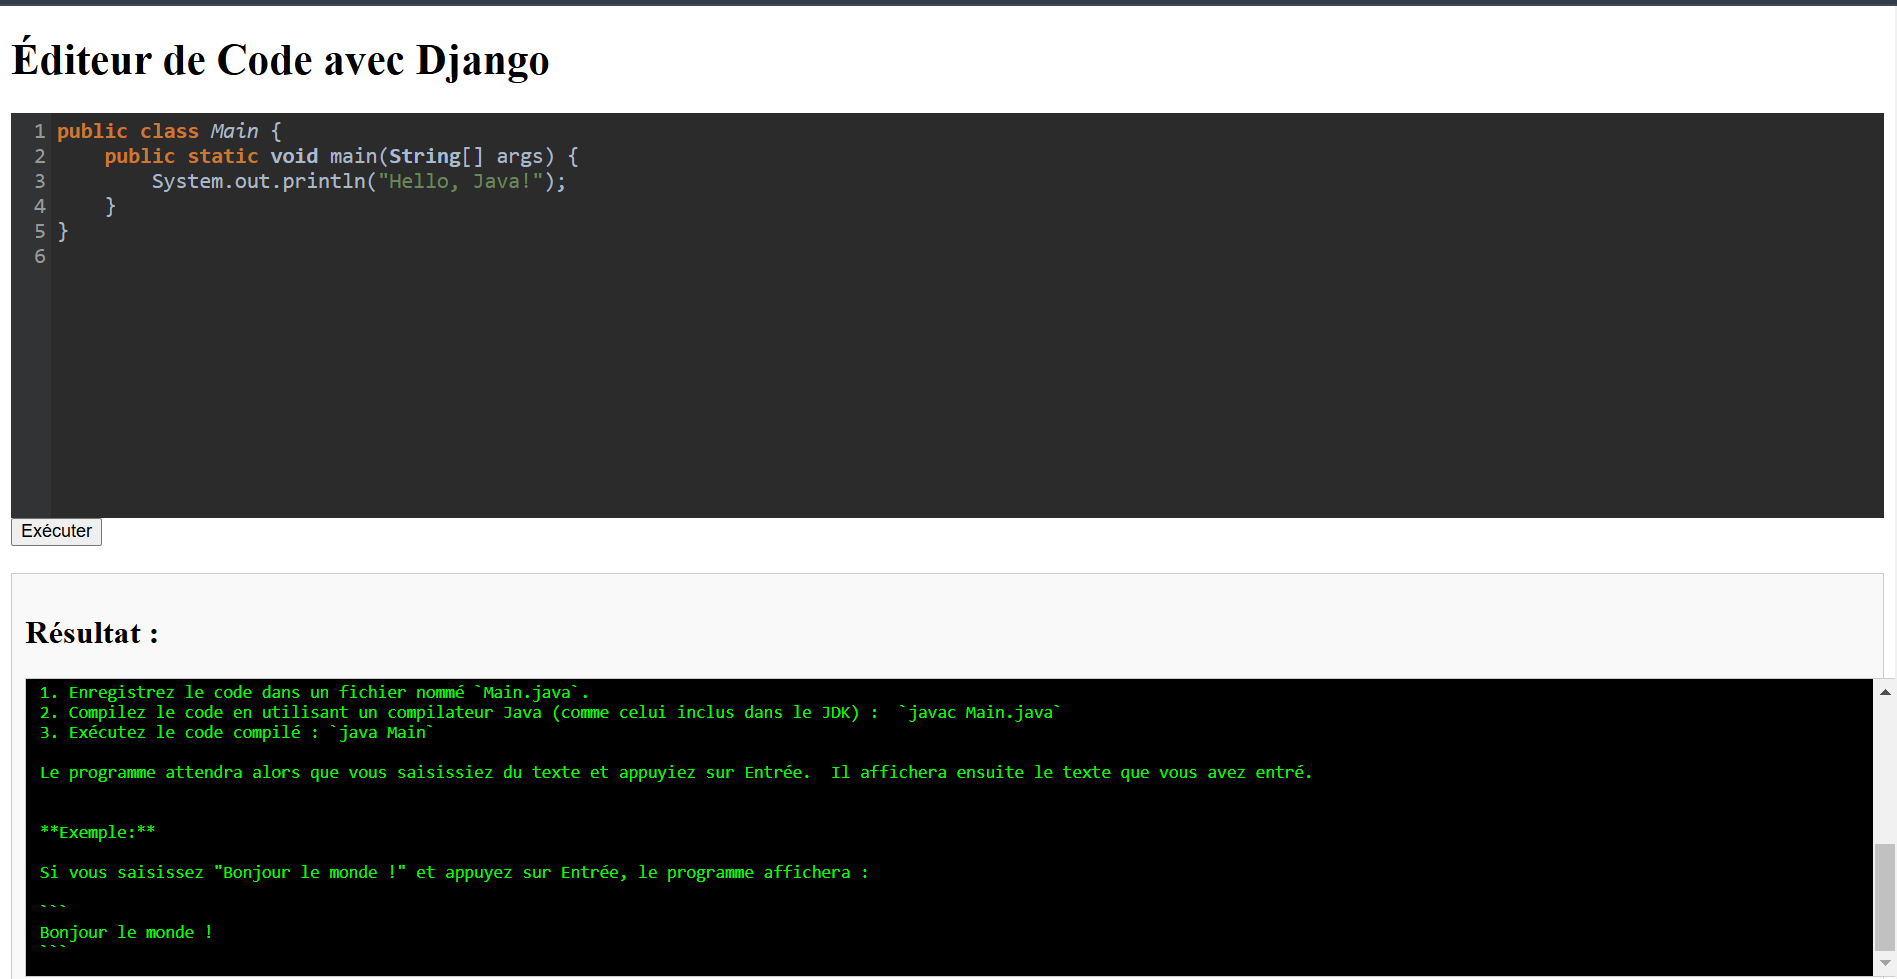 Éditeur de Code avec Django
1 public class Main {
2     public static void main(String[] args) {
3         System.out.println("Hello, Java!");
4     }
5 }
6
Exécuter
Résultat :
1. Enregistrez le code dans un fichier nommé `Main.java`.
2. Compilez le code en utilisant un compilateur Java (comme celui inclus dans le JDK) :  `javac Main.java`
3. Exécutez le code compilé : `java Main`
Le programme attendra alors que vous saisissiez du texte et appuyiez sur Entrée.  Il affichera ensuite le texte que vous avez entré.
**Exemple:**
Si vous saisissez "Bonjour le monde !" et appuyez sur Entrée, le programme affichera :
```
Bonjour le monde !
```